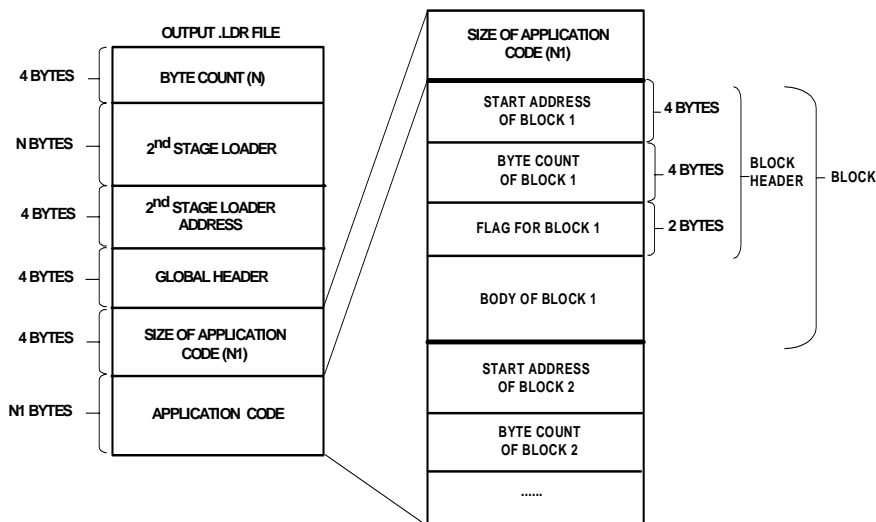 OUTPUT .LDR FILE
4 BYTES
BYTE COUNT (N)
N BYTES
2nd STAGE LOADER
4 BYTES
2nd STAGE LOADER
ADDRESS
4 BYTES
GLOBAL HEADER
4 BYTES
SIZE OF APPLICATION
CODE (N1)
N1 BYTES
APPLICATION CODE
SIZE OF APPLICATION
CODE (N1)
START ADDRESS
OF BLOCK 1
4 BYTES
BYTE COUNT
OF BLOCK 1
4 BYTES
FLAG FOR BLOCK 1
2 BYTES
BLOCK
HEADER
BLOCK
BODY OF BLOCK 1
START ADDRESS
OF BLOCK 2
BYTE COUNT
OF BLOCK 2
......